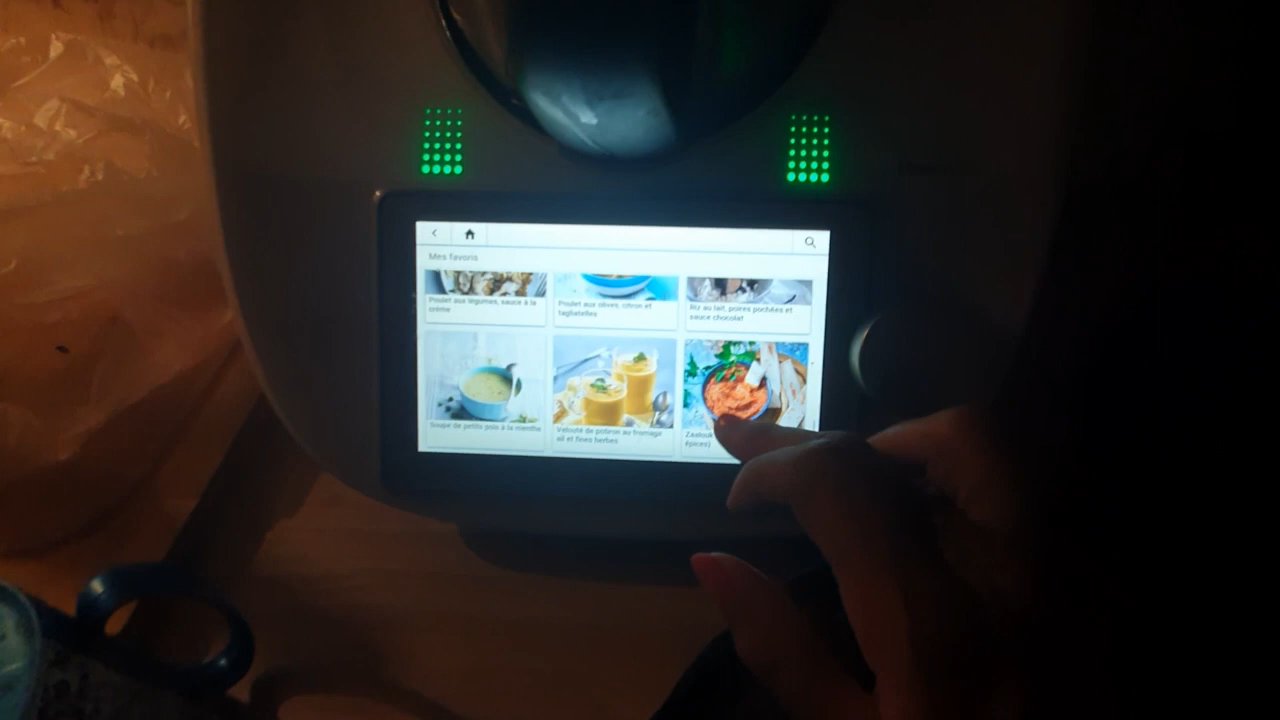 Mes favoris
Poulet aux légumes, sauce à la
crème
Poulet aux olives, citron et
tagliatelles
Riz au lait, poires pochées et
sauce chocolat
Soupe de petits pois à la menthe
Velouté de potiron au fromage
ail et fines herbes
Zaalouk
épices)